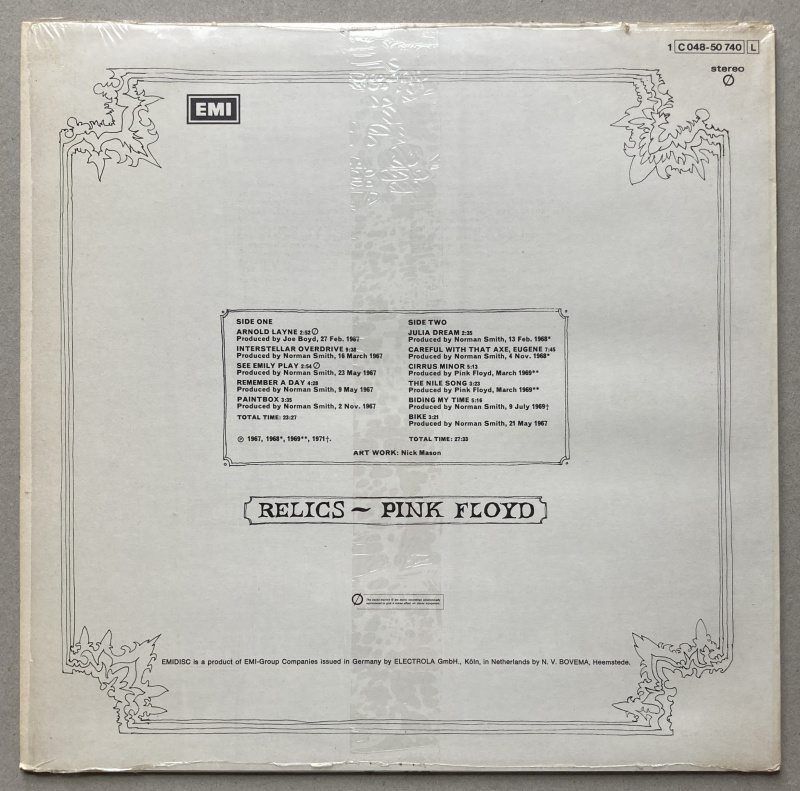 1 C 048-50 740 L
stereo
EMI
SIDE ONE
ARNOLD LAYNE 2:52
Produced by Joe Boyd, 27 Feb. 1967
INTERSTELLAR OVERDRIVE 9:38
Produced by Norman Smith, 16 March 1967
SEE EMILY PLAY 2:54
Produced by Norman Smith, 23 May 1967
REMEMBER A DAY 4:28
Produced by Norman Smith, 9 May 1967
PAINTBOX 3:35
Produced by Norman Smith, 2 Nov. 1967
TOTAL TIME: 23:27
℗ 1967, 1968*, 1969**, 1971†.
SIDE TWO
JULIA DREAM 2:35
Produced by Norman Smith, 13 Feb. 1968*
CAREFUL WITH THAT AXE, EUGENE 7:45
Produced by Norman Smith, 4 Nov. 1968*
CIRRUS MINOR 5:13
Produced by Pink Floyd, March 1969**
THE NILE SONG 3:23
Produced by Pink Floyd, March 1969**
BIDING MY TIME 5:16
Produced by Norman Smith, 9 July 1969†
BIKE 3:21
Produced by Norman Smith, 21 May 1967
TOTAL TIME: 27:33
ART WORK: Nick Mason
RELICS ~ PINK FLOYD
EMIDISC is a product of EMI-Group Companies issued in Germany by ELECTROLA GmbH., Köln, in Netherlands by N. V. BOVEMA, Heemstede.